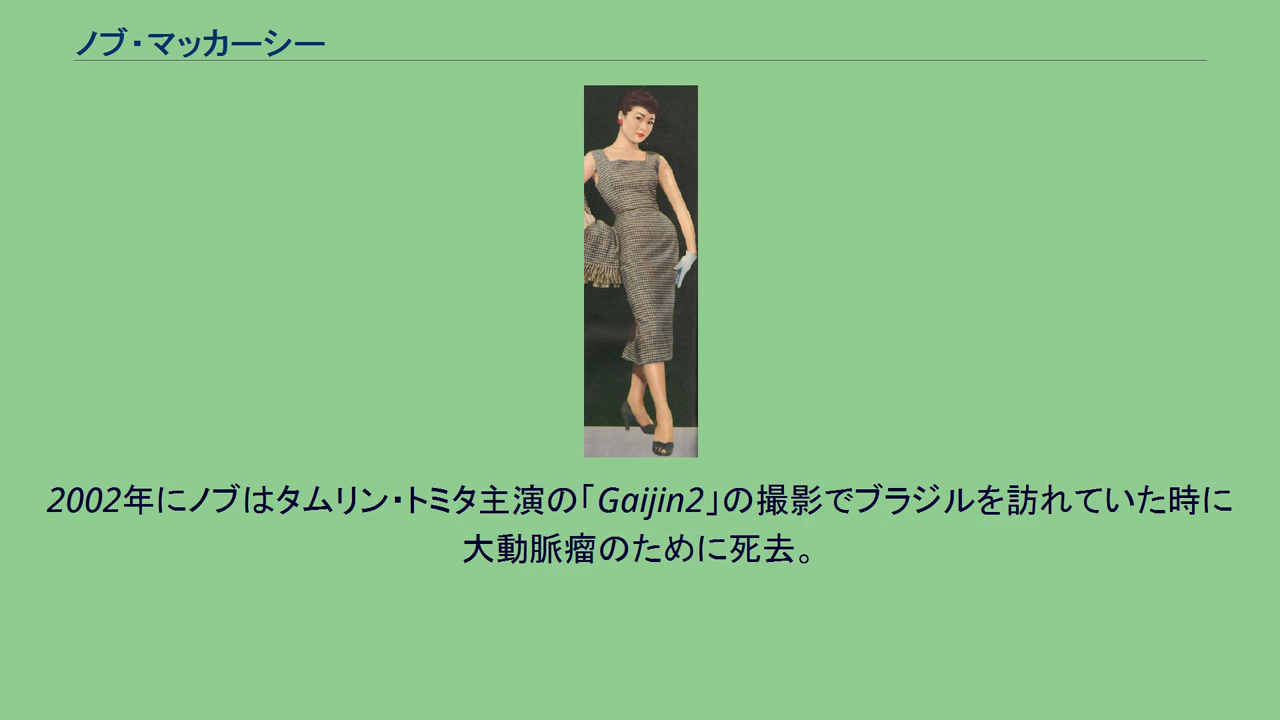 ノブ・マッカーシー
2002年にノブはタムリン・トミタ主演の「Gaijin2」の撮影でブラジルを訪れていた時に
大動脈瘤のために死去。